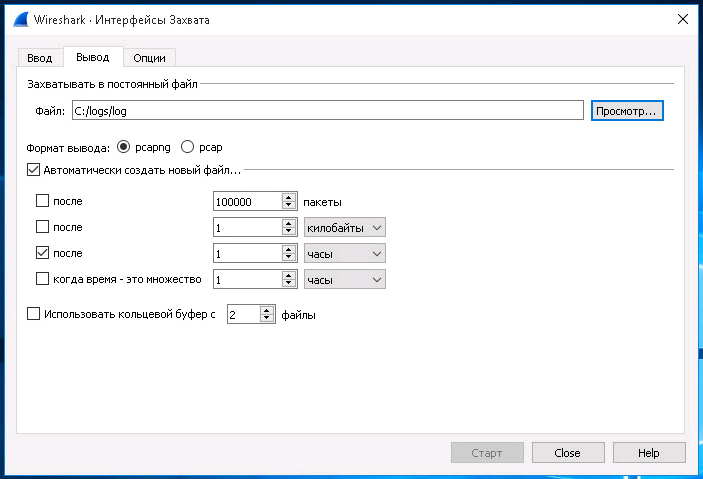 Wireshark · Интерфейсы Захвата
Ввод Вывод Опции
Захватывать в постоянный файл
Файл: C:/logs/log Просмотр...
Формат вывода: pcapng pcap
Автоматически создать новый файл...
после 100000 пакеты
после 1 килобайты
после 1 часы
когда время - это множество 1 часы
Использовать кольцевой буфер с 2 файлы
Старт Close Help